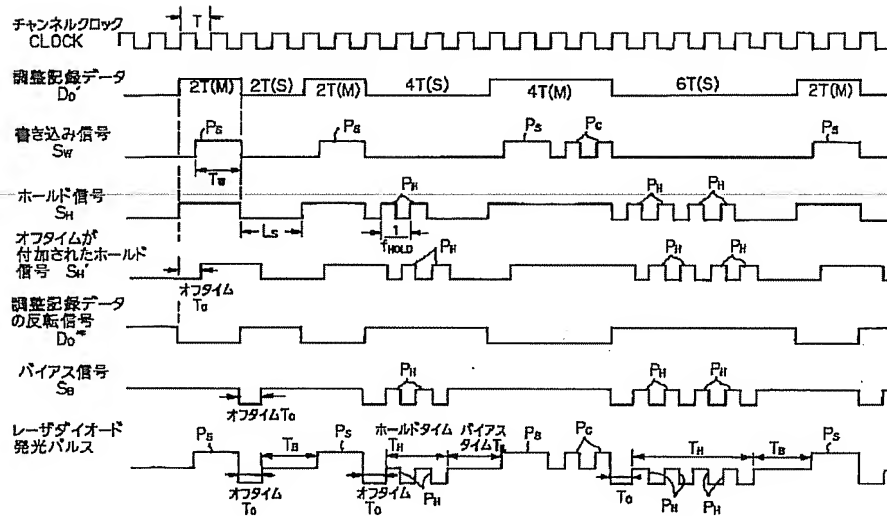 チャンネルクロック T
CLOCK
調整記録データ 2T(M) 2T(S) 2T(M) 4T(S) 4T(M) 6T(S) 2T(M)
D₀'
書き込み信号 Ps Ps Ps Pc Ps
Sw
Tw
ホールド信号 PH PH PH
SH
Ls 1
fHOLD
オフタイムが
付加されたホールド PH PH PH
信号 SH'
オフタイム
To
調整記録データ
の反転信号
バイアス信号 PH PH PH
SB
オフタイムTo
レーザダイオード
発光パルス
Ps TB Ps ホールドタイム バイアス PB Pc TH TB Ps
TH タイムTB
オフタイム オフタイム PH To PH PH
To To